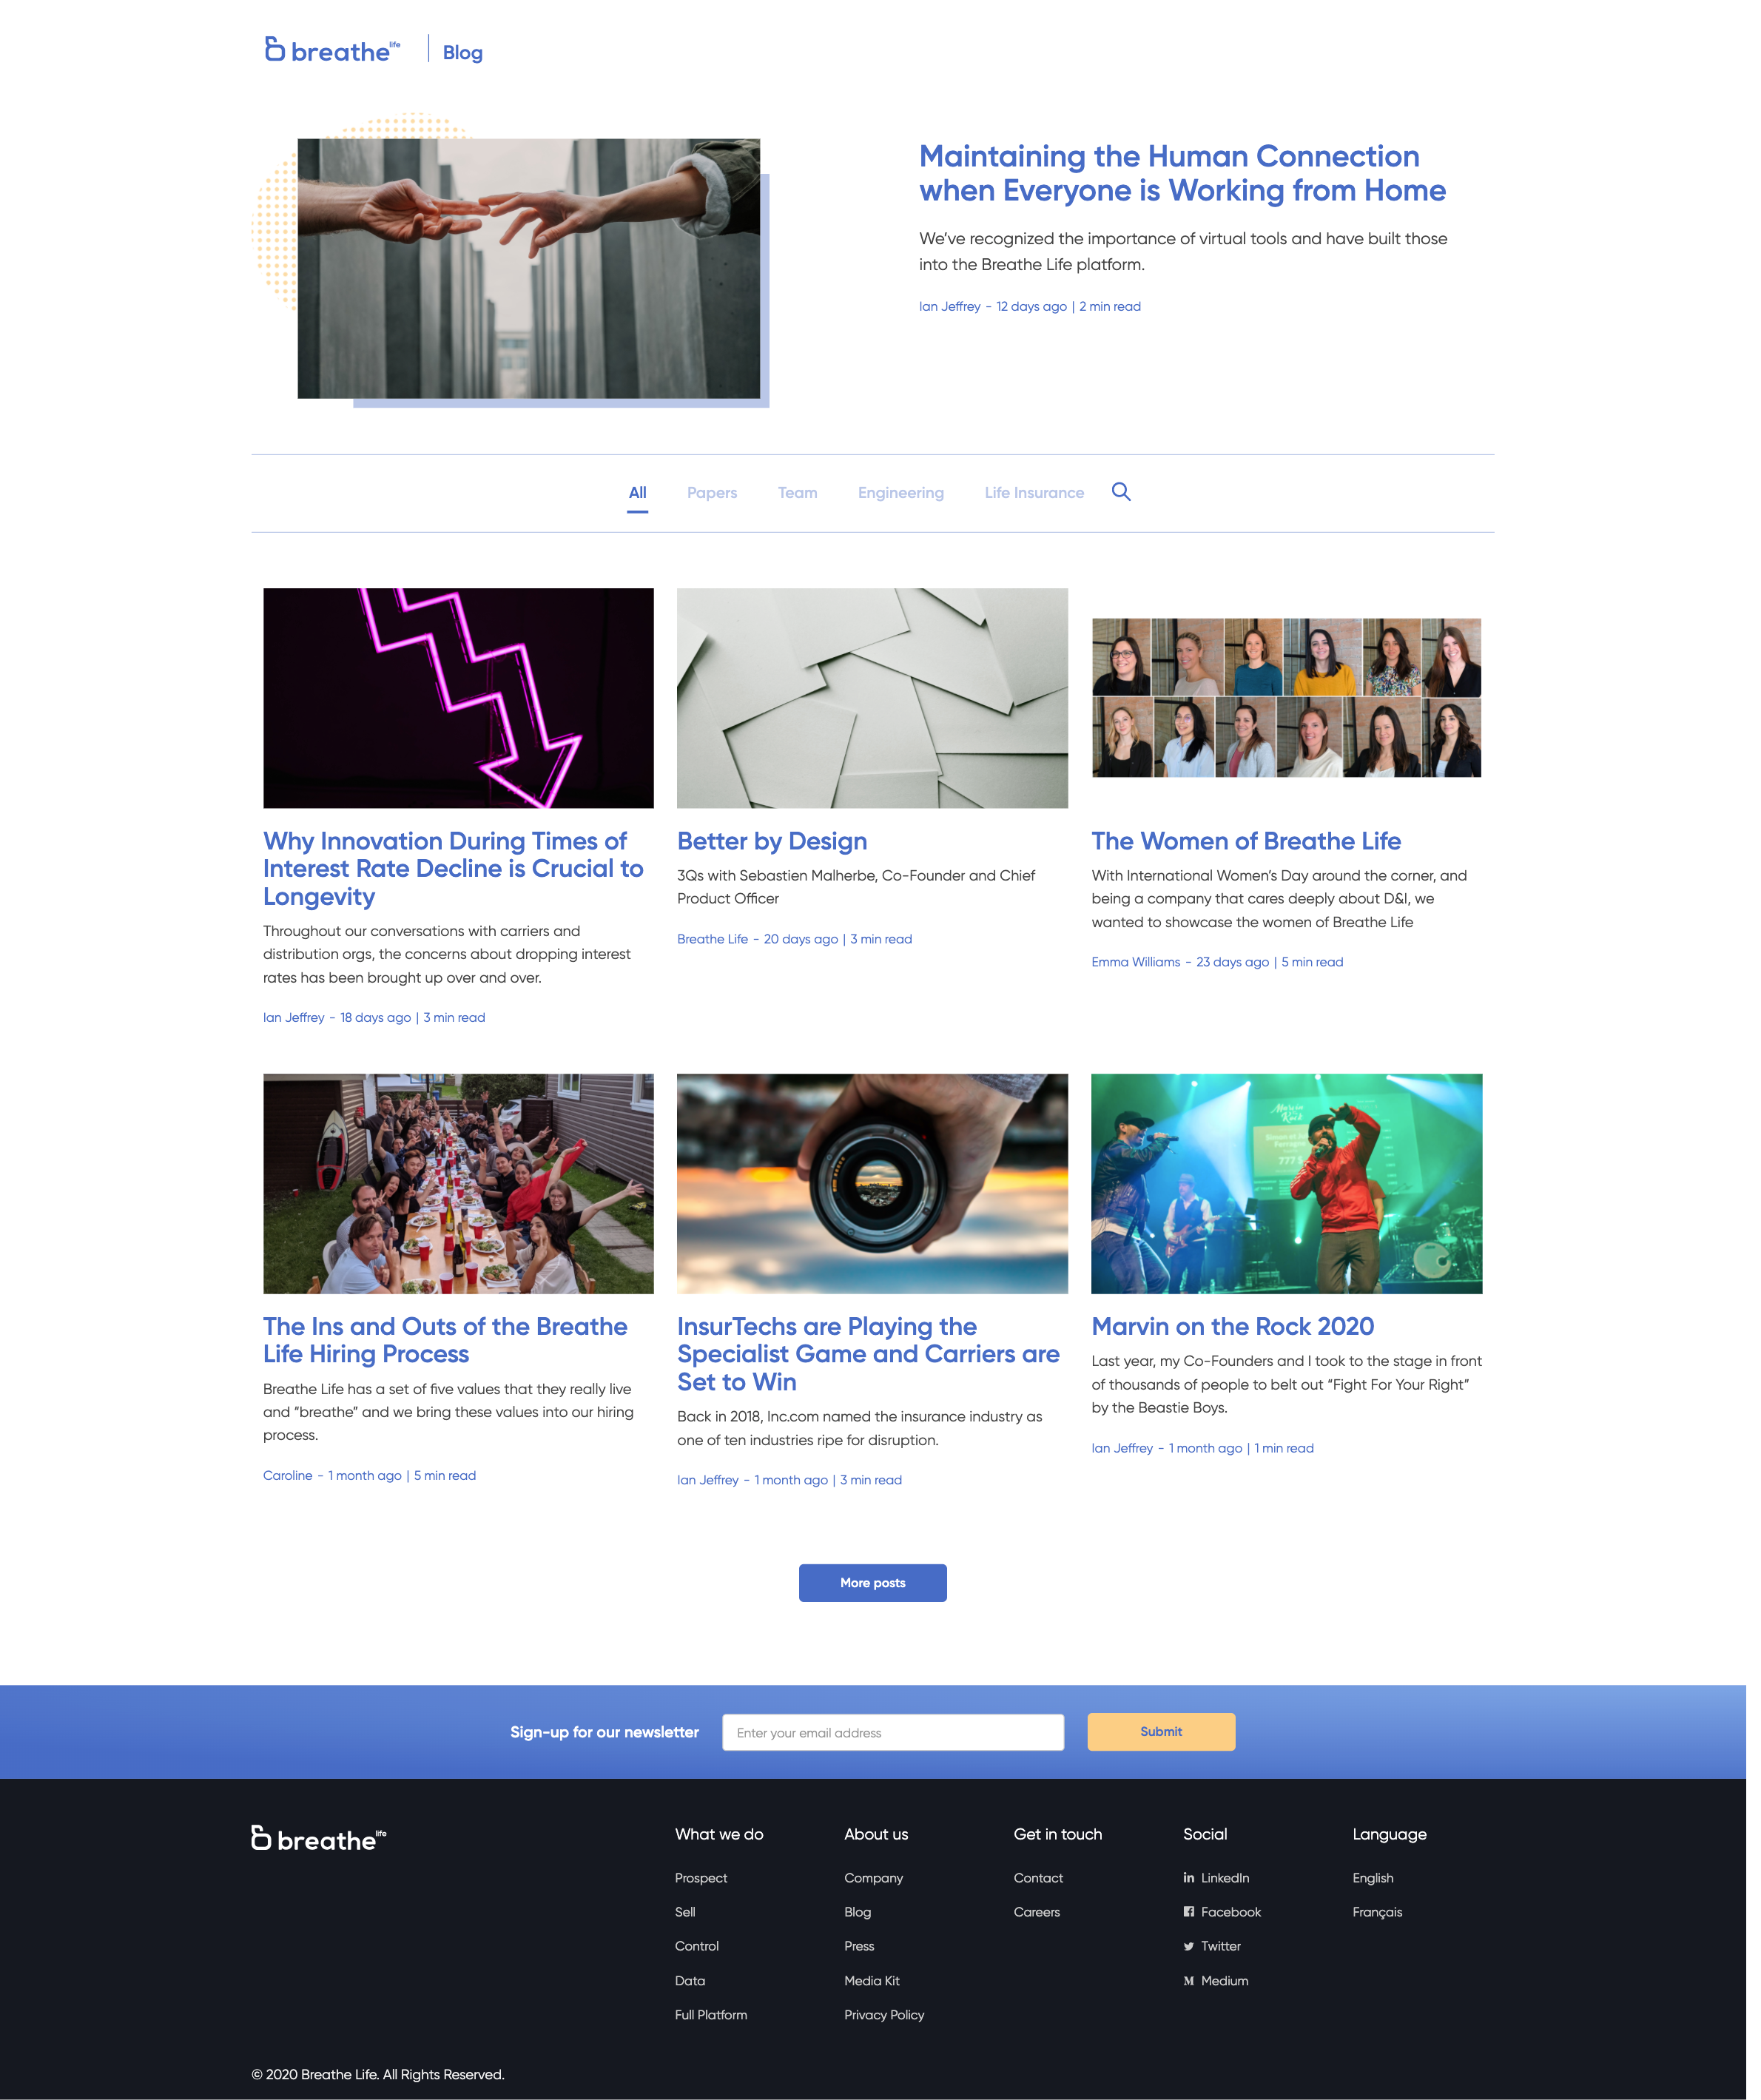 breathe life
Blog
Maintaining the Human Connection
when Everyone is Working from Home
We’ve recognized the importance of virtual tools and have built those
into the Breathe Life platform.
Ian Jeffrey - 12 days ago | 2 min read
All
Papers
Team
Engineering
Life Insurance
Why Innovation During Times of
Interest Rate Decline is Crucial to
Longevity
Throughout our conversations with carriers and
distribution orgs, the concerns about dropping interest
rates has been brought up over and over.
Ian Jeffrey - 18 days ago | 3 min read
Better by Design
3Qs with Sebastien Malherbe, Co-Founder and Chief
Product Officer
Breathe Life - 20 days ago | 3 min read
The Women of Breathe Life
With International Women’s Day around the corner, and
being a company that cares deeply about D&I, we
wanted to showcase the women of Breathe Life
Emma Williams - 23 days ago | 5 min read
The Ins and Outs of the Breathe
Life Hiring Process
Breathe Life has a set of five values that they really live
and “breathe” and we bring these values into our hiring
process.
Caroline - 1 month ago | 5 min read
InsurTechs are Playing the
Specialist Game and Carriers are
Set to Win
Back in 2018, Inc.com named the insurance industry as
one of ten industries ripe for disruption.
Ian Jeffrey - 1 month ago | 3 min read
Marvin on the Rock 2020
Last year, my Co-Founders and I took to the stage in front
of thousands of people to belt out “Fight For Your Right”
by the Beastie Boys.
Ian Jeffrey - 1 month ago | 1 min read
More posts
Sign-up for our newsletter
Enter your email address
Submit
breathe life
What we do
Prospect
Sell
Control
Data
Full Platform
About us
Company
Blog
Press
Media Kit
Privacy Policy
Get in touch
Contact
Careers
Social
LinkedIn
Facebook
Twitter
Medium
Language
English
Français
© 2020 Breathe Life. All Rights Reserved.